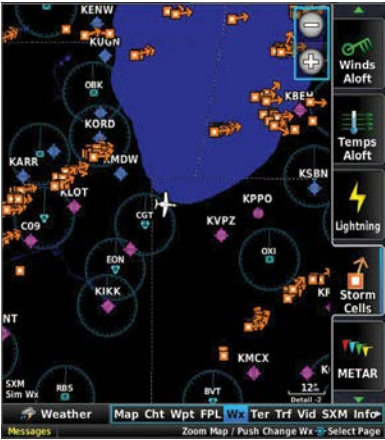 KENW
KUGN
OBK
KBEH
KORD
KARR
KMDW
KLOT
KSBN
KPPO
CGT
KVPZ
C09
OXI
EON
KIKK
NT
KMCX
12
SXM
Sim Wx
RBS
BVT
Detail -2
Winds
Aloft
Temps
Aloft
Lightning
Storm
Cells
METAR
Weather
Map Cht Wpt FPL Wx Ter Trf Vid SXM Info
Messages
Zoom Map / Push Change Wx Select Page